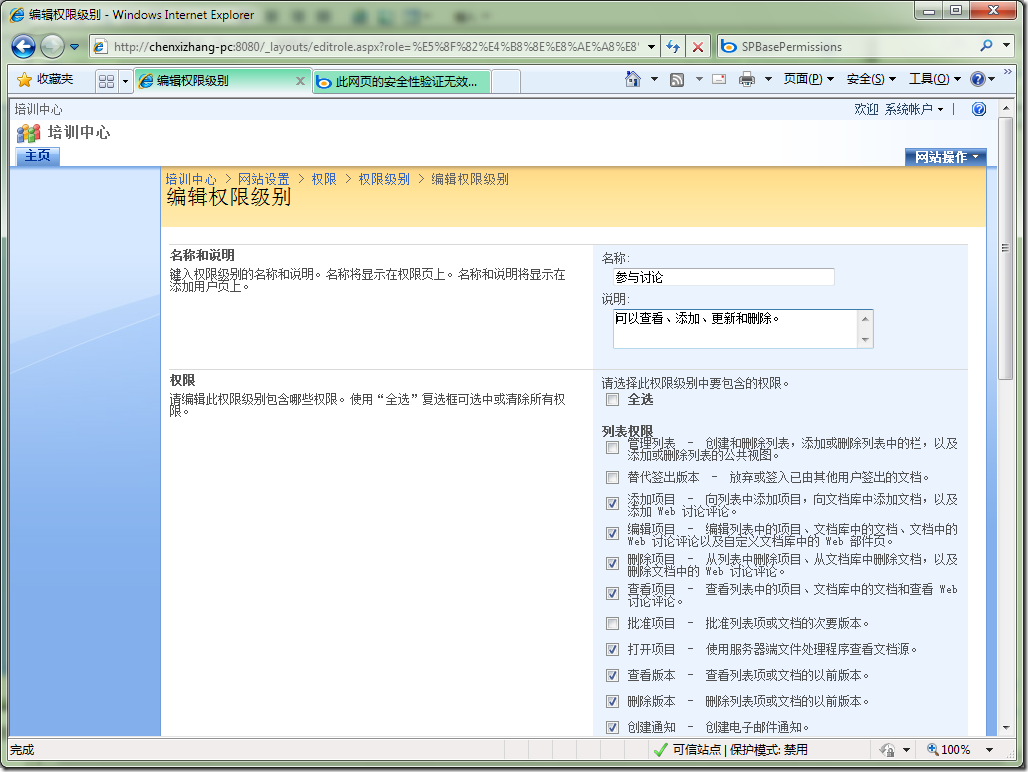 编辑权限级别 - Windows Internet Explorer
http://chenxizhang-pc:8080/_layouts/editrole.aspx?role=%E5%8F%82%E4%B8%8E%E8%AE%A8%E8'
SPBasePermissions
收藏夹
编辑权限级别
此网页的安全性验证无效...
页面(P)
安全(S)
工具(O)
培训中心
欢迎 系统帐户
培训中心
主页
网站操作
培训中心 > 网站设置 > 权限 > 权限级别 > 编辑权限级别
编辑权限级别
名称和说明
键入权限级别的名称和说明。名称将显示在权限页上。名称和说明将显示在
添加用户页上。
名称:
参与讨论
说明:
可以查看、添加、更新和删除。
权限
请编辑此权限级别包含哪些权限。使用“全选”复选框可选中或清除所有权
限。
请选择此权限级别中要包含的权限。
全选
列表权限
管理列表 - 创建和删除列表，添加或删除列表中的栏，以及
添加或删除列表的公共视图。
替代签出版本 - 放弃或签入已由其他用户签出的文档。
添加项目 - 向列表中添加项目，向文档库中添加文档，以及
添加 Web 讨论评论。
编辑项目 - 编辑列表中的项目、文档库中的文档、文档中的
Web 讨论评论以及自定义文档库中的 Web 部件页。
删除项目 - 从列表中删除项目、从文档库中删除文档，以及
删除文档中的 Web 讨论评论。
查看项目 - 查看列表中的项目、文档库中的文档和查看 Web
讨论评论。
批准项目 - 批准列表项或文档的次要版本。
打开项目 - 使用服务器端文件处理程序查看文档源。
查看版本 - 查看列表项或文档的以前版本。
删除版本 - 删除列表项或文档的以前版本。
创建通知 - 创建电子邮件通知。
完成
可信站点 | 保护模式: 禁用
100%